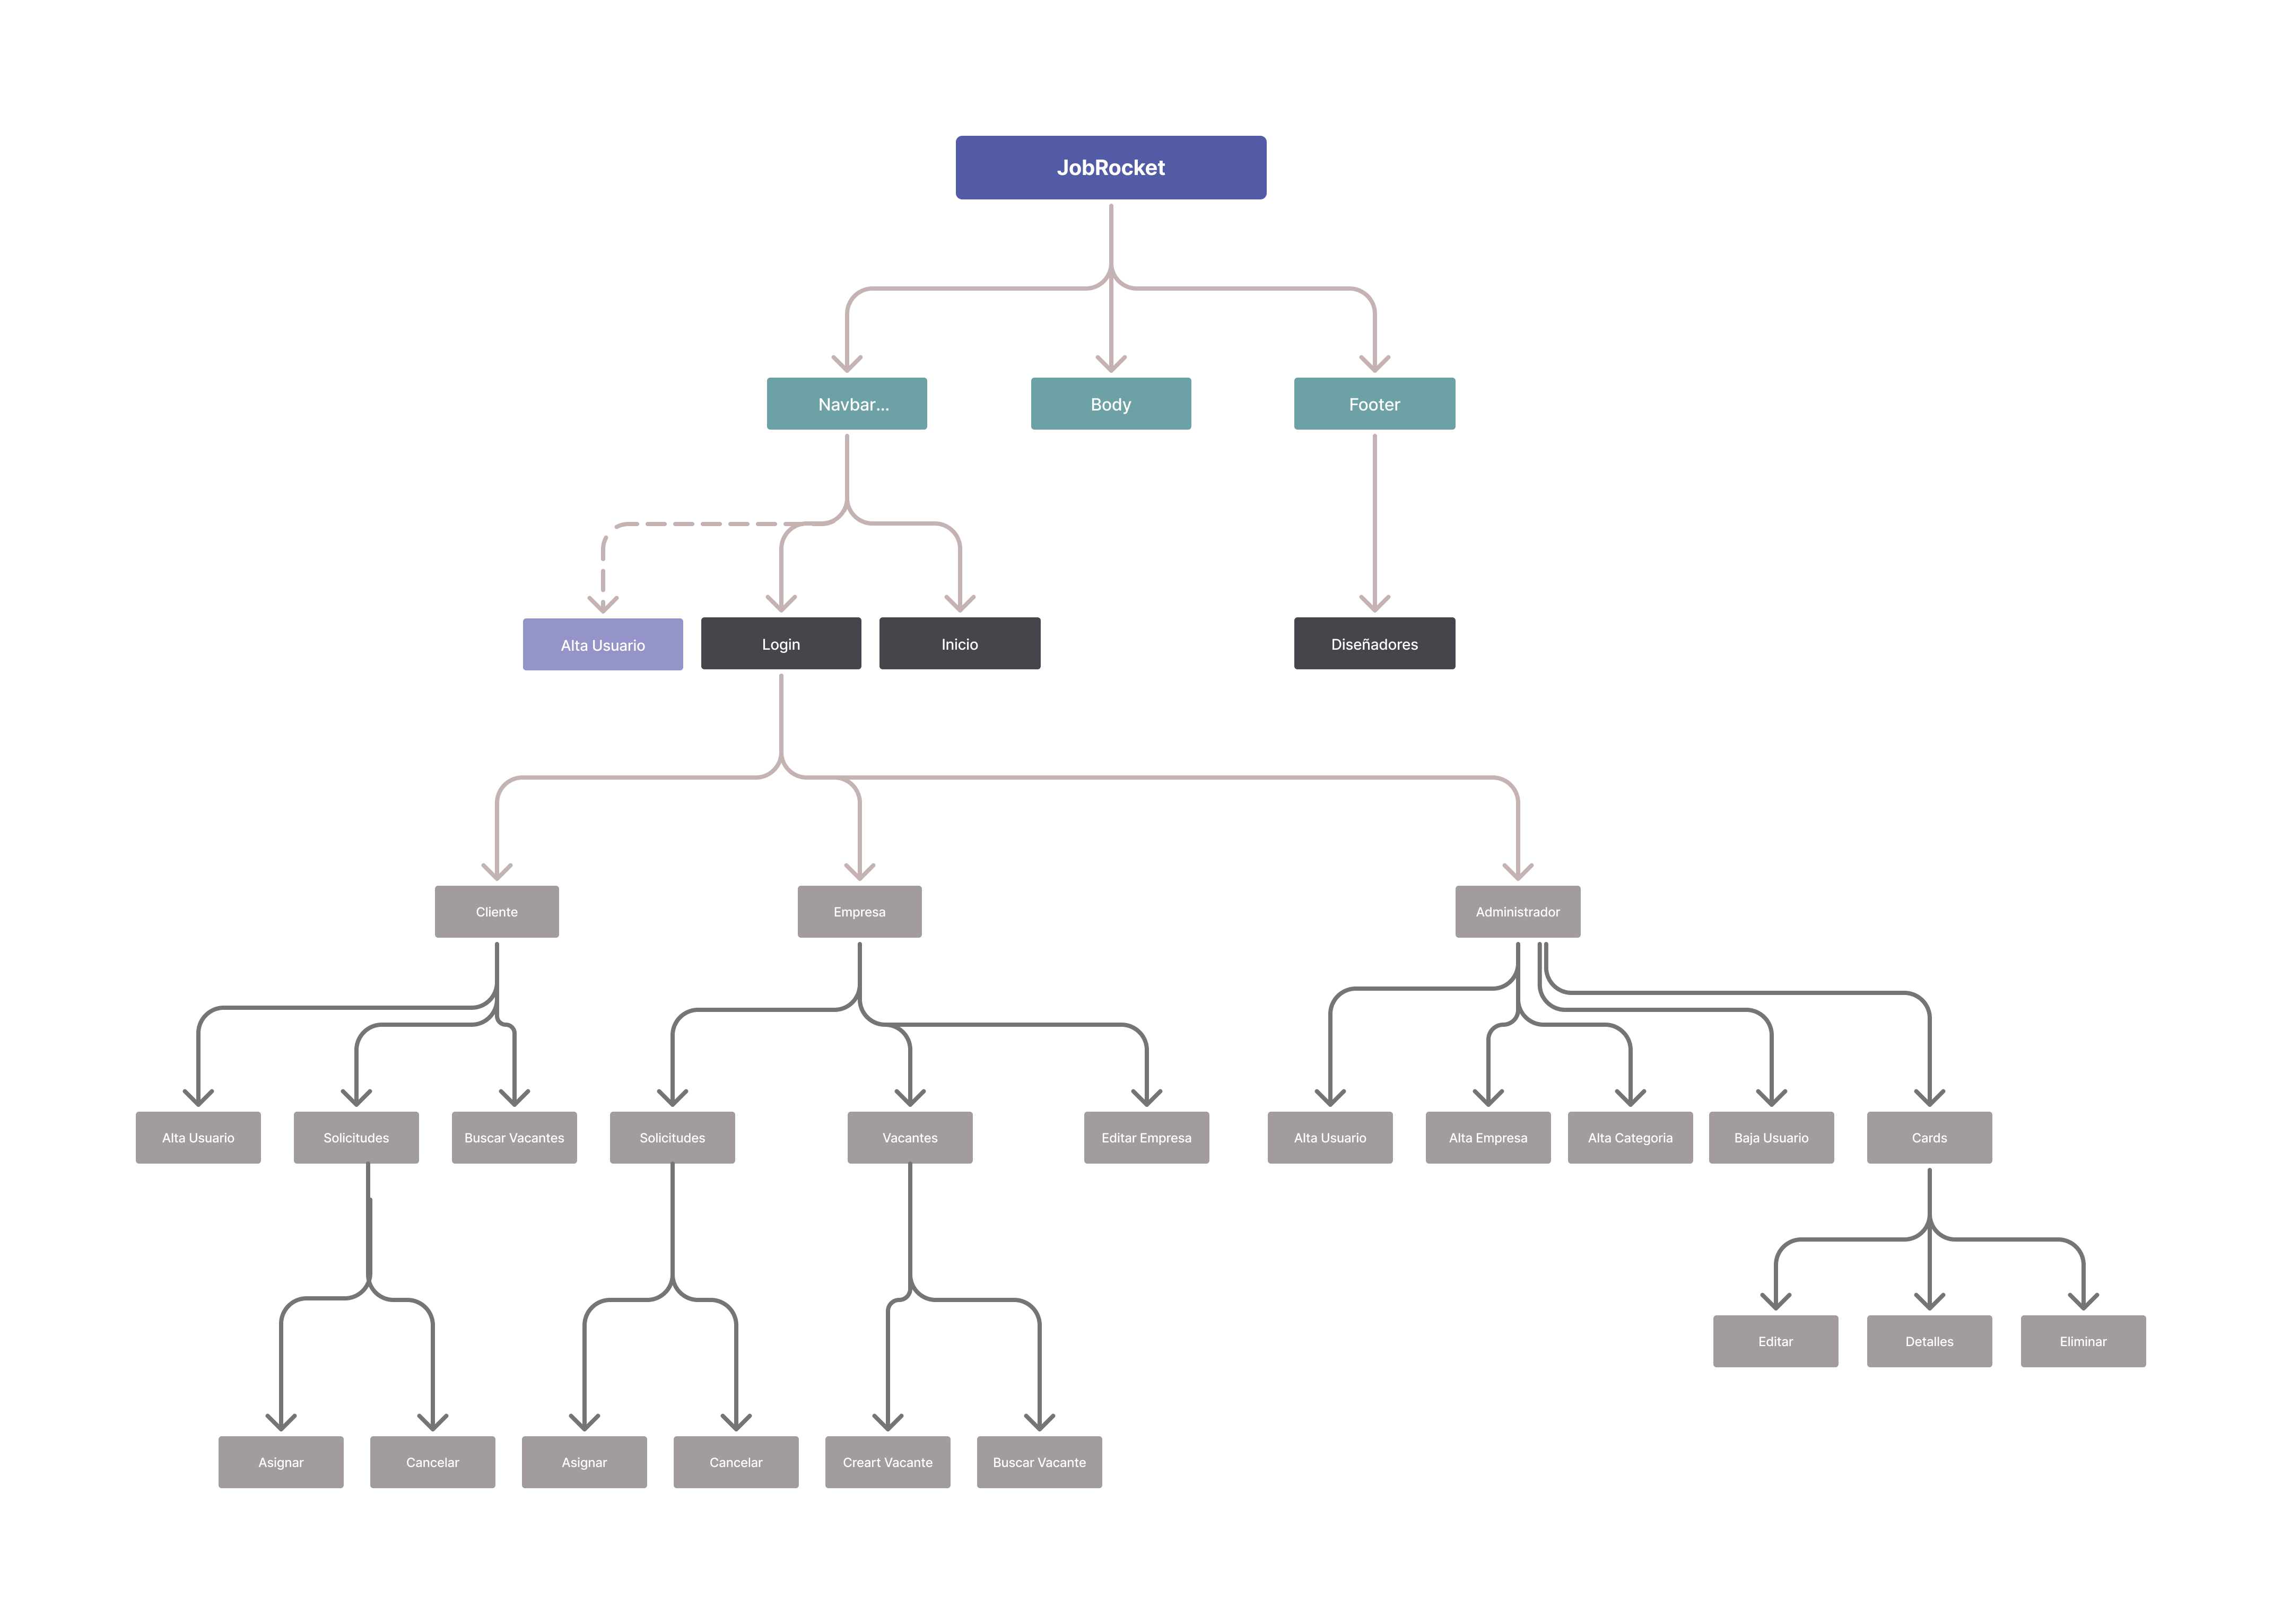 JobRocket
Navbar...
Body
Footer
Alta Usuario
Login
Inicio
Diseñadores
Cliente
Empresa
Administrador
Alta Usuario
Solicitudes
Buscar Vacantes
Solicitudes
Vacantes
Editar Empresa
Alta Usuario
Alta Empresa
Alta Categoria
Baja Usuario
Cards
Editar
Detalles
Eliminar
Asignar
Cancelar
Asignar
Cancelar
Creart Vacante
Buscar Vacante